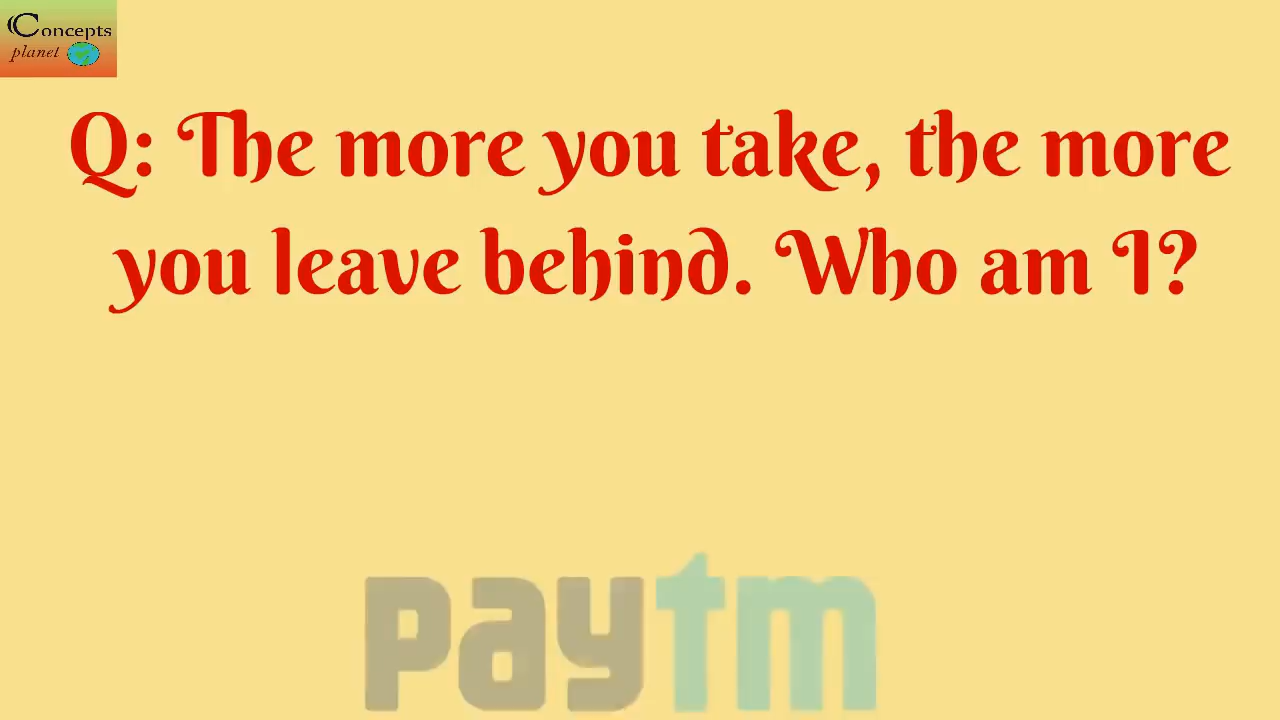 Concepts
planet
Q: The more you take, the more
you leave behind. Who am I?
paytm